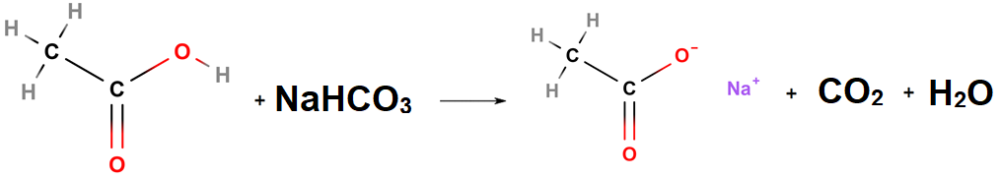 H H H C O H O + NaHCO₃ H H H C C O⁻ O Na⁺ + CO₂ + H₂O